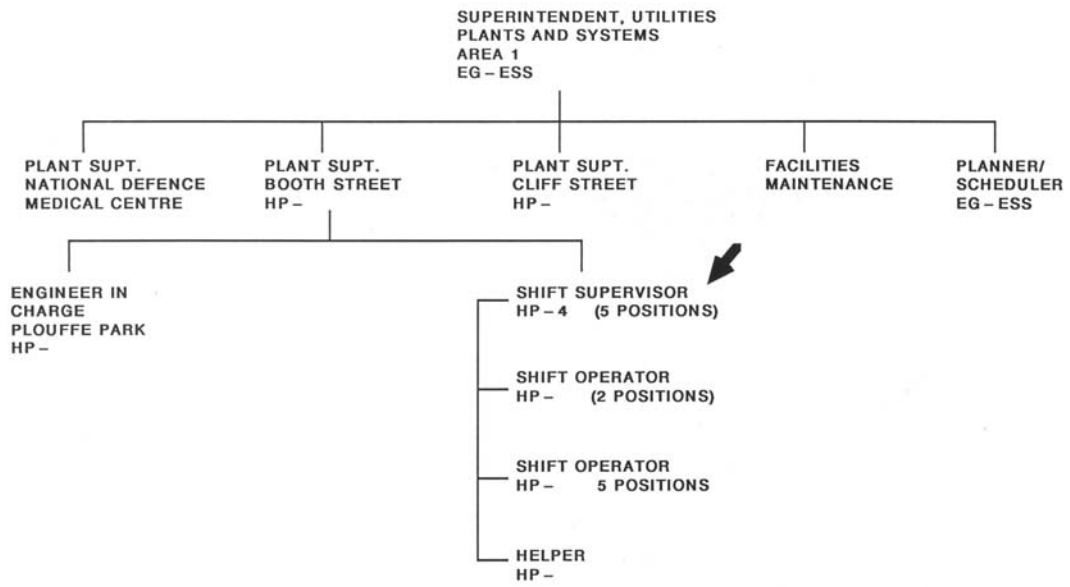 SUPERINTENDENT, UTILITIES
PLANTS AND SYSTEMS
AREA 1
EG – ESS
PLANT SUPT.
NATIONAL DEFENCE
MEDICAL CENTRE
PLANT SUPT.
BOOTH STREET
HP –
PLANT SUPT.
CLIFF STREET
HP –
FACILITIES
MAINTENANCE
PLANNER/
SCHEDULER
EG – ESS
ENGINEER IN
CHARGE
PLOUFFE PARK
HP –
SHIFT SUPERVISOR
HP – 4 (5 POSITIONS)
SHIFT OPERATOR
HP – (2 POSITIONS)
SHIFT OPERATOR
HP – 5 POSITIONS
HELPER
HP –